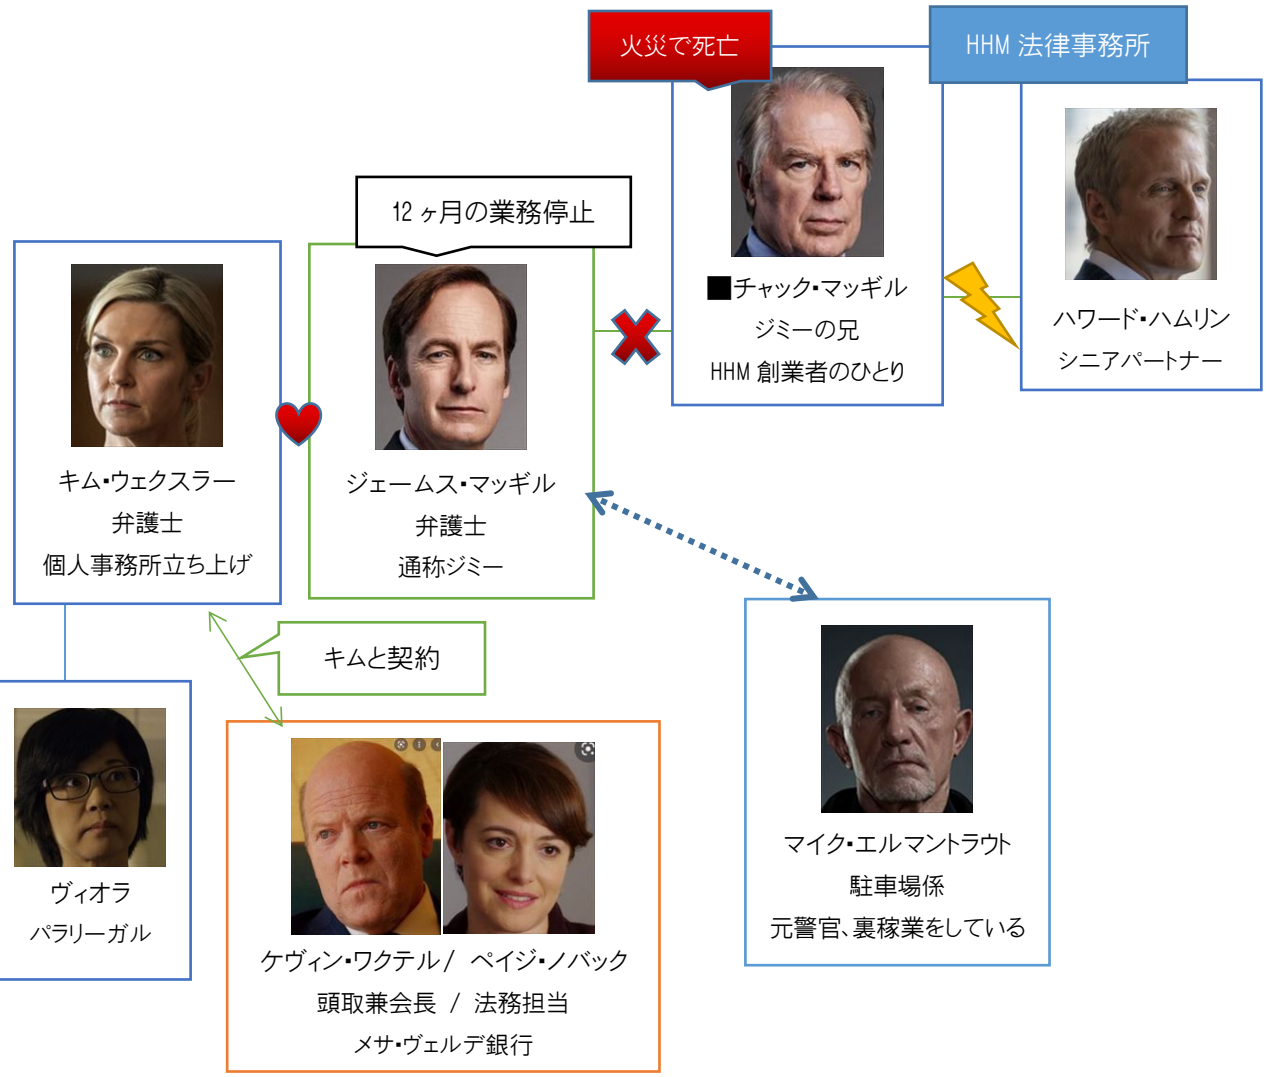 火災で死亡
HHM 法律事務所
12 ヶ月の業務停止
■チャック・マッギル
ジミーの兄
HHM 創業者のひとり
ハワード・ハムリン
シニアパートナー
キム・ウェクスラー
弁護士
個人事務所立ち上げ
ジェームス・マッギル
弁護士
通称ジミー
キムと契約
ヴィオラ
パラリーガル
ケヴィン・ワクテル / ペイジ・ノバック
頭取兼会長 / 法務担当
メサ・ヴェルデ銀行
マイク・エルマントラウト
駐車場係
元警官、裏稼業をしている